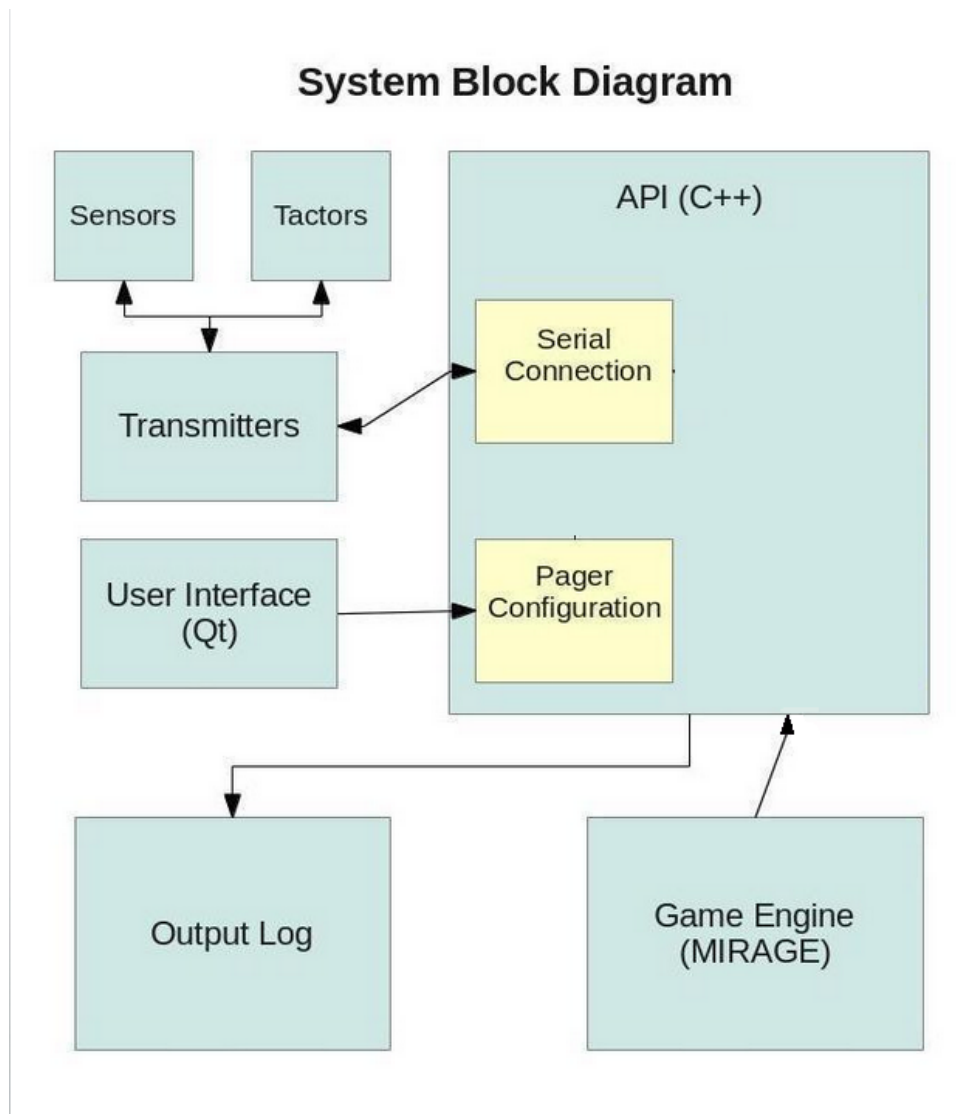 System Block Diagram
Sensors
Tactors
API (C++)
Serial
Connection
Transmitters
User Interface
(Qt)
Pager
Configuration
Output Log
Game Engine
(MIRAGE)